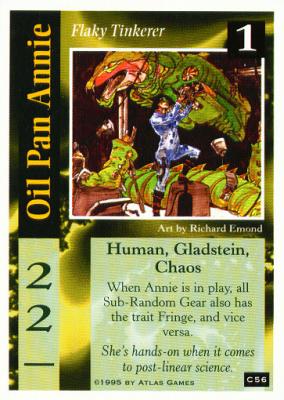 Oil Pan Annie
Flaky Tinkerer
1
Art by Richard Emond
Human, Gladstein,
Chaos
When Annie is in play, all
Sub-Random Gear also has
the trait Fringe, and vice
versa.
She's hands-on when it comes
to post-linear science.
2
2
©1995 BY ATLAS GAMES
C56